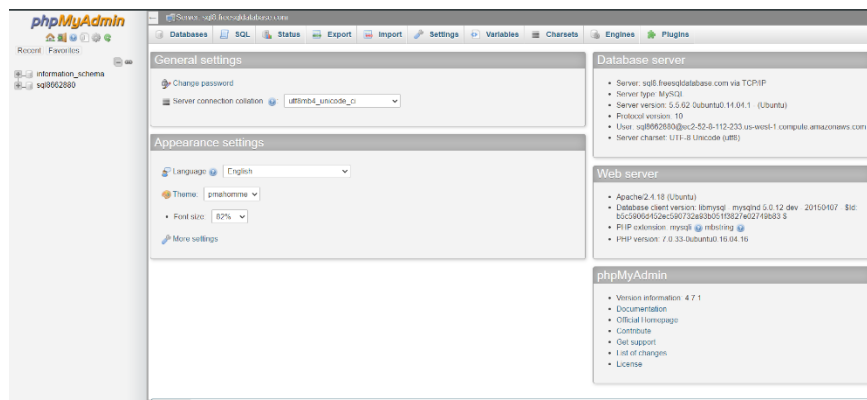 phpMyAdmin
Recent Favorites
information_schema
sql8662680
Server: sql8.freesqldatabase.com
Databases SQL Status Export Import Settings Variables Charsets Engines Plugins
General settings
Change password
Server connection collation utf8mb4_unicode_ci
Appearance settings
Language English
Theme: pmahomme
Font size: 82%
More settings
Database server
Server: sql8.freesqldatabase.com via TCP/IP
Server type: MySQL
Server version: 5.5.62-0ubuntu0.14.04.1 - (Ubuntu)
Protocol version: 10
User: sql8662680@ec2-52-8-112-233.us-west-1.compute.amazonaws.com
Server charset: UTF-8 Unicode (utf8)
Web server
Apache/2.4.18 (Ubuntu)
Database client version: libmysql - mysqlnd 5.0.12-dev - 20150407 - $Id:
b5c5906d452ec590732a93b051f3827e02749b83 $
PHP extension: mysqli mbstring
PHP version: 7.0.33-0ubuntu0.16.04.16
phpMyAdmin
Version information: 4.7.1
Documentation
Official Homepage
Contribute
Get support
List of changes
License